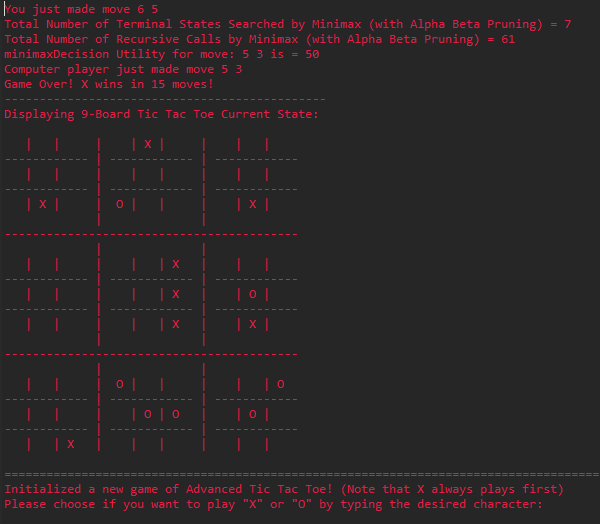 You just made move 6 5
Total Number of Terminal States Searched by Minimax (with Alpha Beta Pruning) = 7
Total Number of Recursive Calls by Minimax (with Alpha Beta Pruning) = 61
minimaxDecision Utility for move: 5 3 is = 50
Computer player just made move 5 3
Game Over! X wins in 15 moves!
----------------------------------------------
Displaying 9-Board Tic Tac Toe Current State:
   |   |     |    | X |     |    |   |
------------ | ------------ | ------------
   |   |     |    |   |     |    |   |
------------ | ------------ | ------------
   | X |     |  O |   |     |    | X |
             |              |
------------------------------------------
             |              |
   |   |     |    |   | X   |    |   |
------------ | ------------ | ------------
   |   |     |    |   | X   |    | O |
------------ | ------------ | ------------
   |   |     |    |   | X   |    | X |
             |              |
------------------------------------------
             |              |
   |   |     |  O |   |     |    |   | O
------------ | ------------ | ------------
   |   |     |    | O | O   |    | O |
------------ | ------------ | ------------
   |   | X   |    |   |     |    |   |
=====================================================================================
Initialized a new game of Advanced Tic Tac Toe! (Note that X always plays first)
Please choose if you want to play "X" or "O" by typing the desired character: